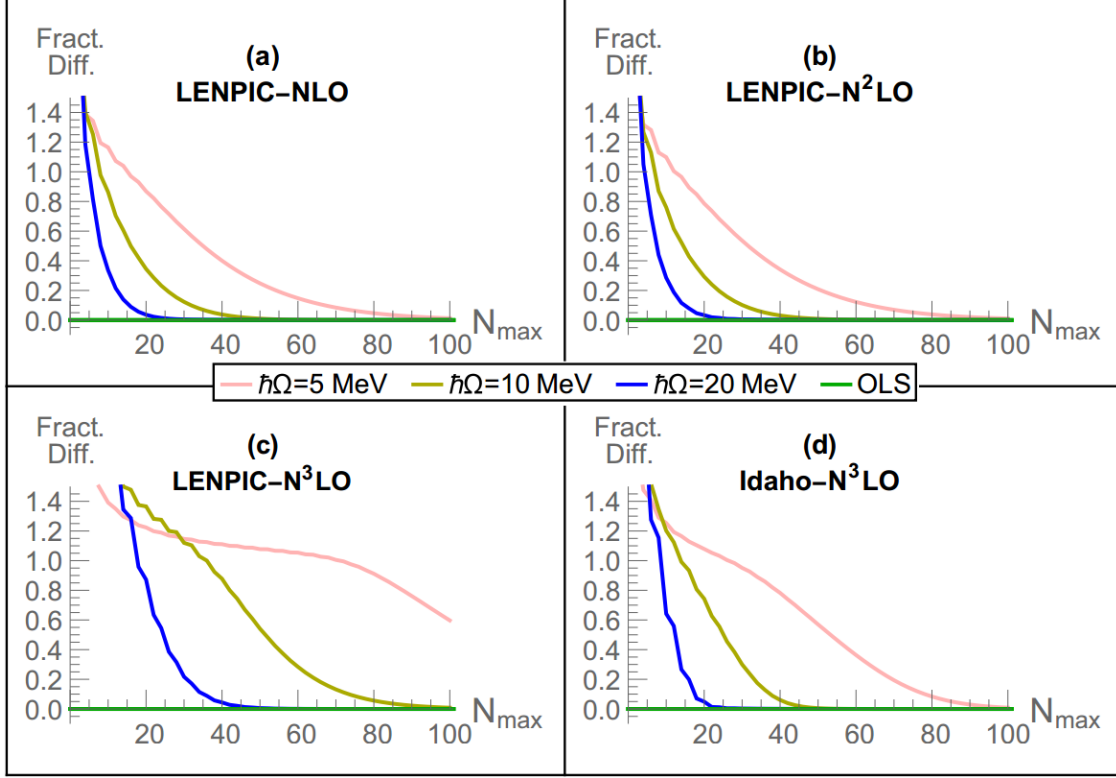 Fract.
Diff.
(a)
LENPIC–NLO
1.4
1.2
1.0
0.8
0.6
0.4
0.2
0.0
20 40 60 80 100
Nmax
Fract.
Diff.
(b)
LENPIC–N²LO
1.4
1.2
1.0
0.8
0.6
0.4
0.2
0.0
20 40 60 80 100
Nmax
ħΩ=5 MeV ħΩ=10 MeV ħΩ=20 MeV OLS
Fract.
Diff.
(c)
LENPIC–N³LO
1.4
1.2
1.0
0.8
0.6
0.4
0.2
0.0
20 40 60 80 100
Nmax
Fract.
Diff.
(d)
Idaho–N³LO
1.4
1.2
1.0
0.8
0.6
0.4
0.2
0.0
20 40 60 80 100
Nmax